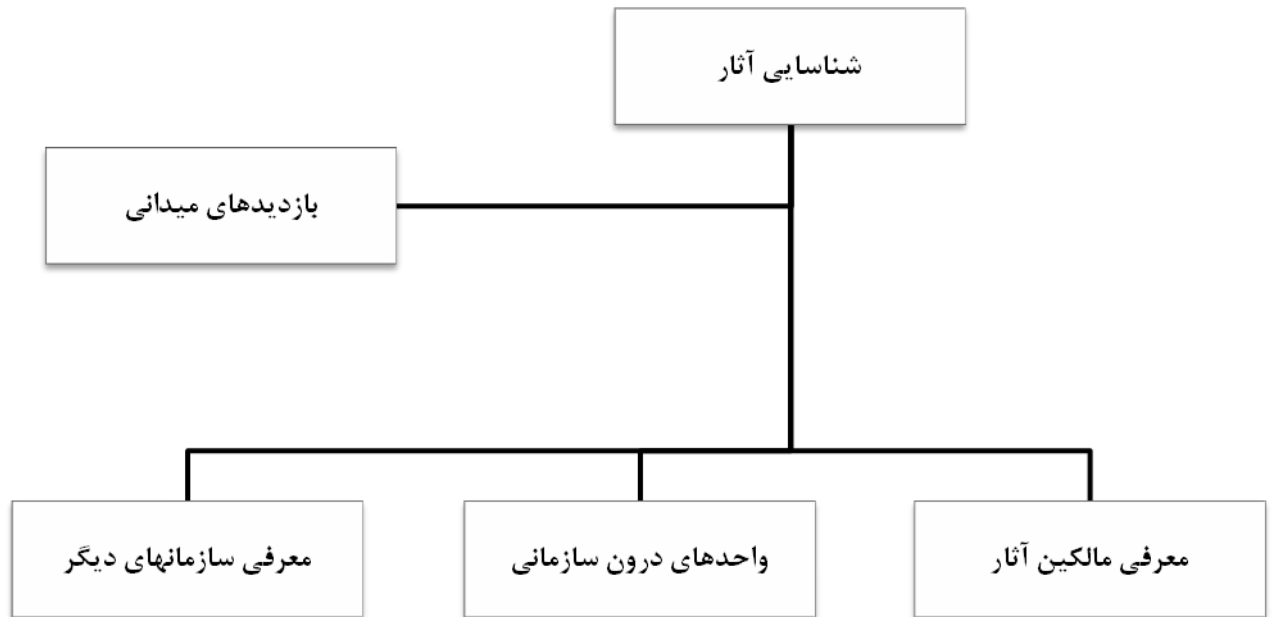 شناسایی آثار
بازدیدهای میدانی
معرفی مالکین آثار
واحدهای درون سازمانی
معرفی سازمانهای دیگر